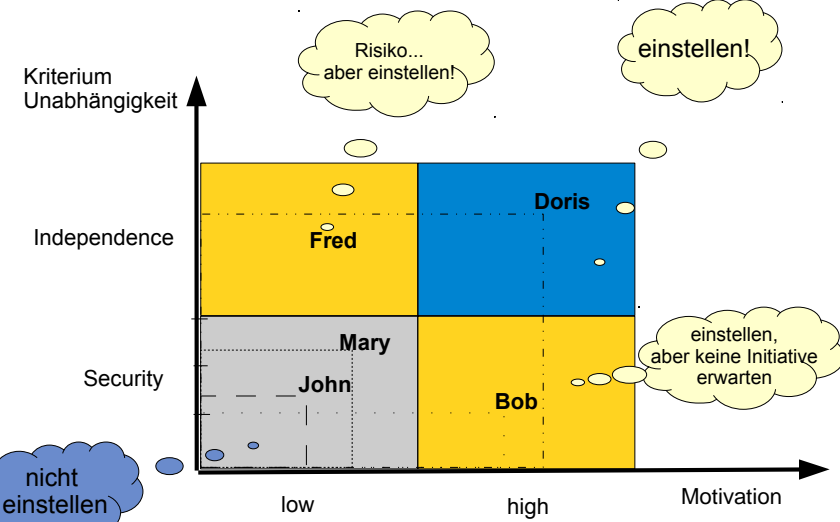 Risiko...
aber einstellen!
einstellen!
Kriterium
Unabhängigkeit
Doris
Independence
Fred
Mary
einstellen,
aber keine Initiative
erwarten
Security
John
Bob
nicht
einstellen
low
high
Motivation